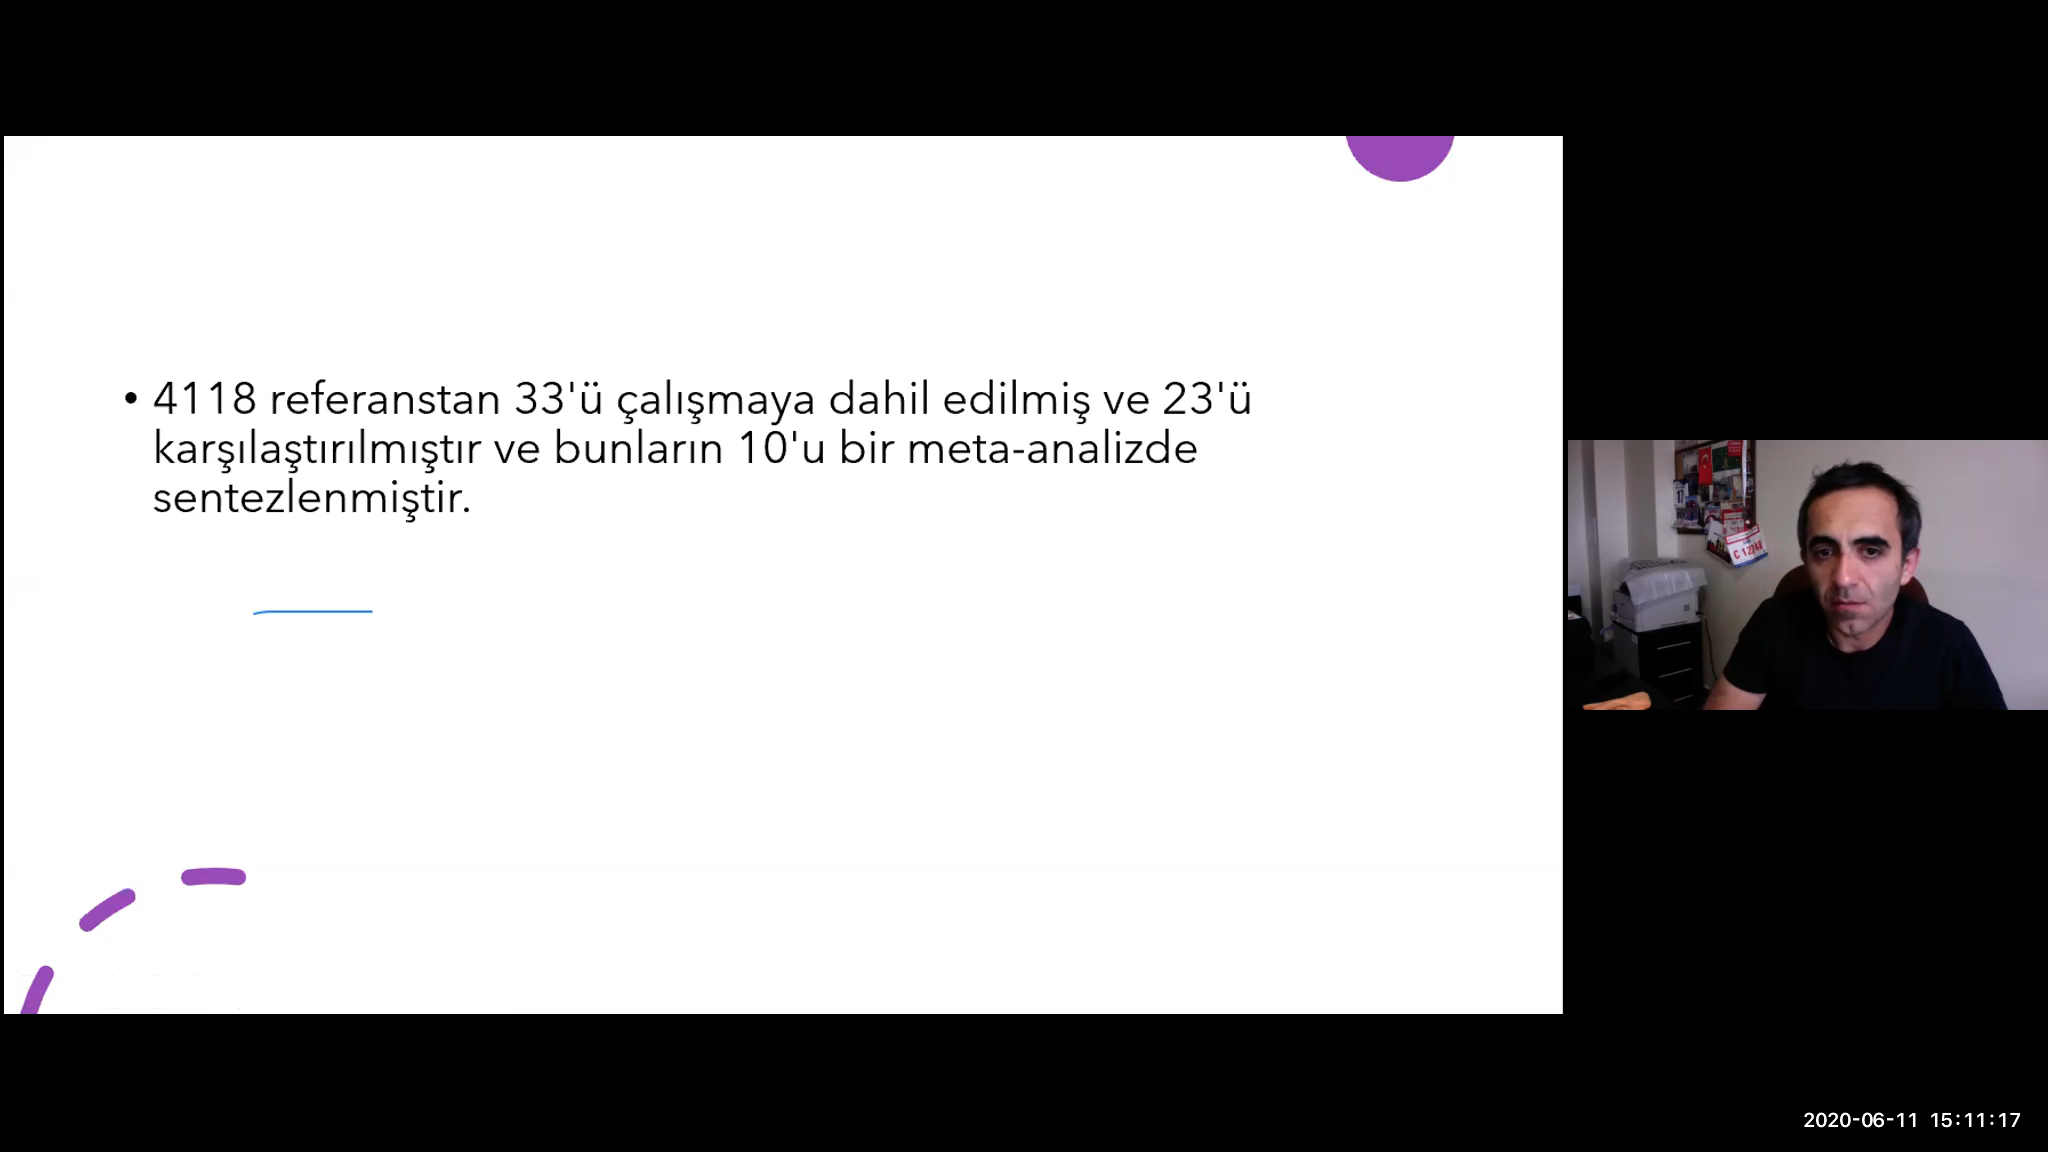 • 4118 referanstan 33'ü çalışmaya dahil edilmiş ve 23'ü
karşılaştırılmıştır ve bunların 10'u bir meta-analizde
sentezlenmiştir.
C 12748
2020-06-11 15:11:17